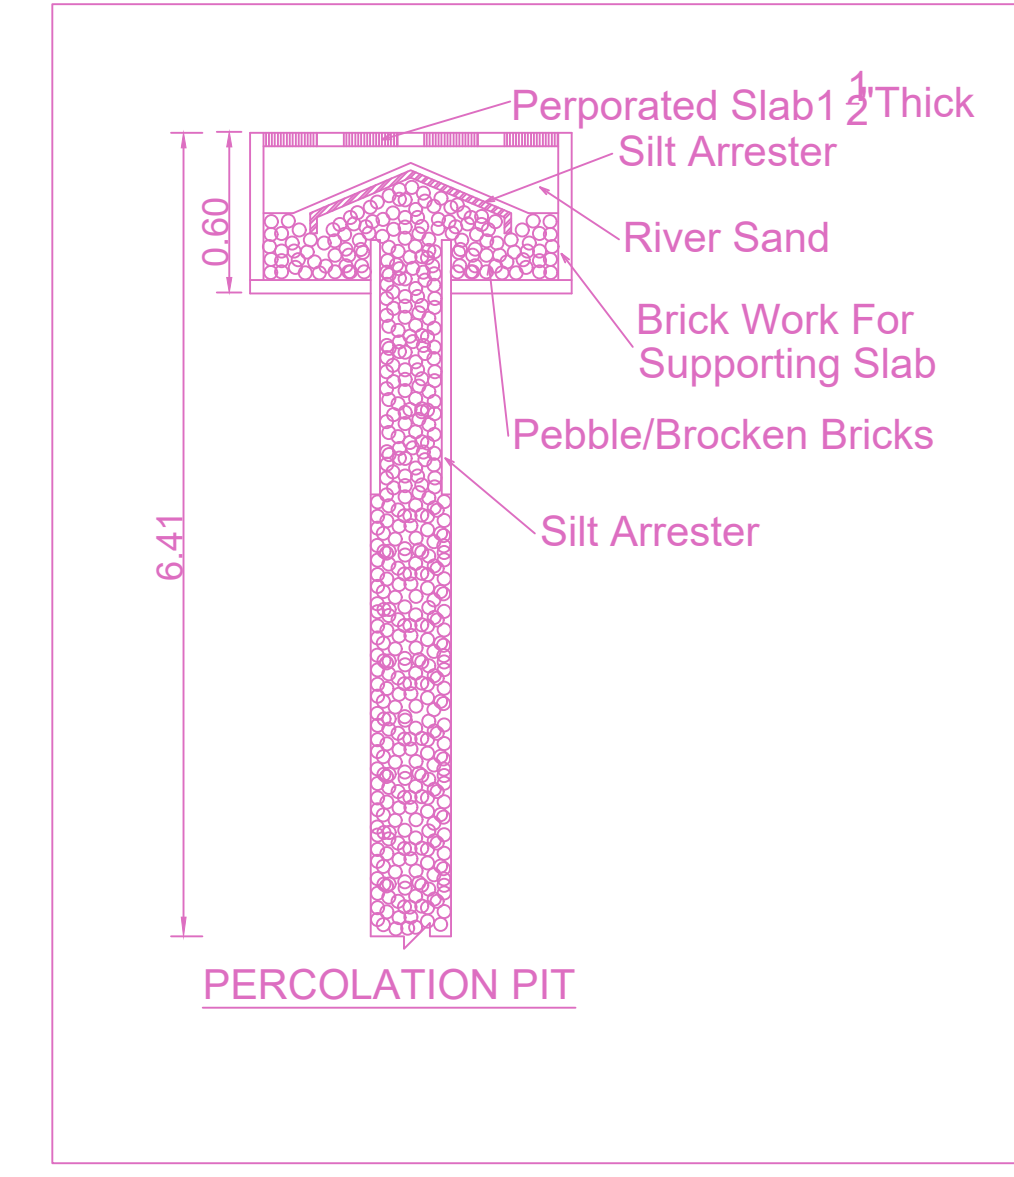 Perporated Slab1 1/2"Thick
Silt Arrester
River Sand
0.60
Brick Work For
Supporting Slab
Pebble/Brocken Bricks
Silt Arrester
6.41
PERCOLATION PIT